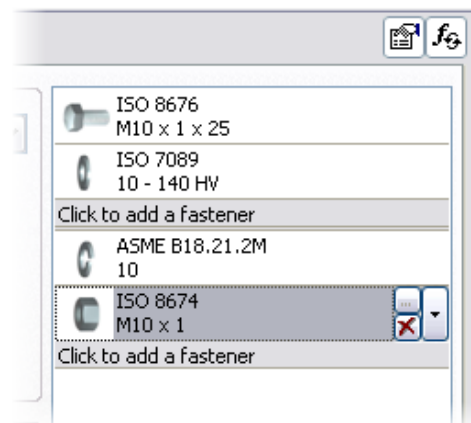 ISO 8676
M10 x 1 x 25
ISO 7089
10 - 140 HV
Click to add a fastener
ASME B18.21.2M
10
ISO 8674
M10 x 1
Click to add a fastener